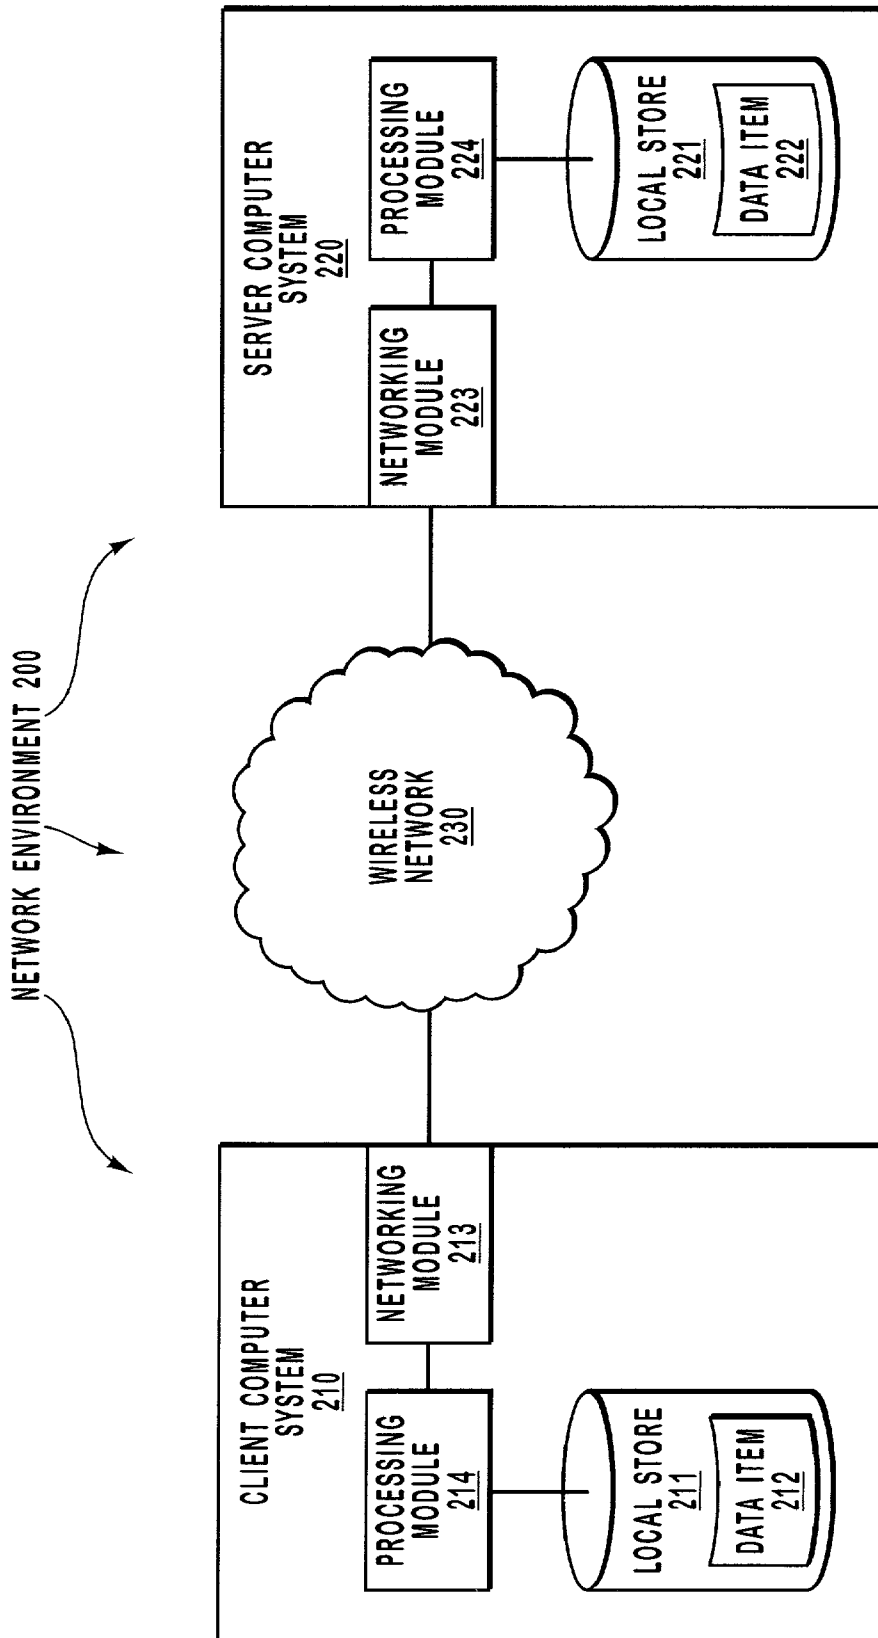 NETWORK ENVIRONMENT 200
CLIENT COMPUTER
SYSTEM
210
PROCESSING
MODULE
214
NETWORKING
MODULE
213
LOCAL STORE
211
DATA ITEM
212
WIRELESS
NETWORK
230
SERVER COMPUTER
SYSTEM
220
NETWORKING
MODULE
223
PROCESSING
MODULE
224
LOCAL STORE
221
DATA ITEM
222